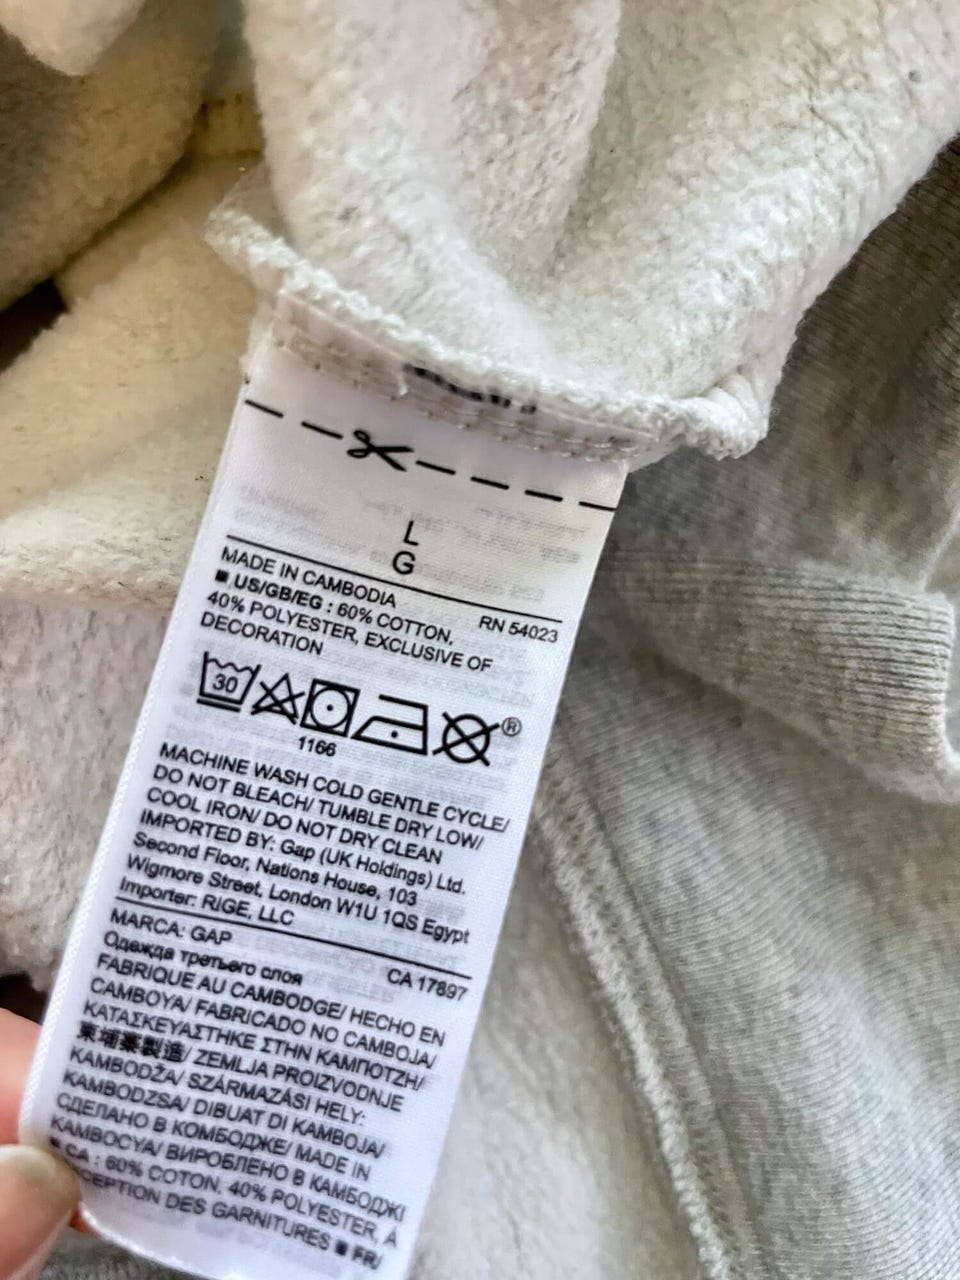 L
G
MADE IN CAMBODIA
RN 54023
■ US/GB/EG : 60% COTTON,
40% POLYESTER, EXCLUSIVE OF
DECORATION
30
®
1166
MACHINE WASH COLD GENTLE CYCLE/
DO NOT BLEACH/ TUMBLE DRY LOW/
COOL IRON/ DO NOT DRY CLEAN
IMPORTED BY: Gap (UK Holdings) Ltd.
Second Floor, Nations House, 103
Wigmore Street, London W1U 1QS Egypt
Importer: RIGE, LLC
MARCA: GAP
CA 17897
Одежда третьего слоя
FABRIQUE AU CAMBODGE/ HECHO EN
CAMBOYA/ FABRICADO NO CAMBOJA/
ΚΑΤΑΣΚΕΥΑΣΤΗΚΕ ΣΤΗΝ ΚΑΜΠΟΤΖΗ/
柬埔寨製造/ ZEMLJA PROIZVODNJE
KAMBODŽA/ SZÁRMAZÁSI HELY:
KAMBODZSA/ DIBUAT DI KAMBOJA/
СДЕЛАНО В КОМБОДЖЕ/ MADE IN
KAMBOCYA/ ВИРОБЛЕНО В КАМБОДЖІ
■ CA : 60% COTON, 40% POLYESTER, À
CEPTION DES GARNITURES ■ FR/